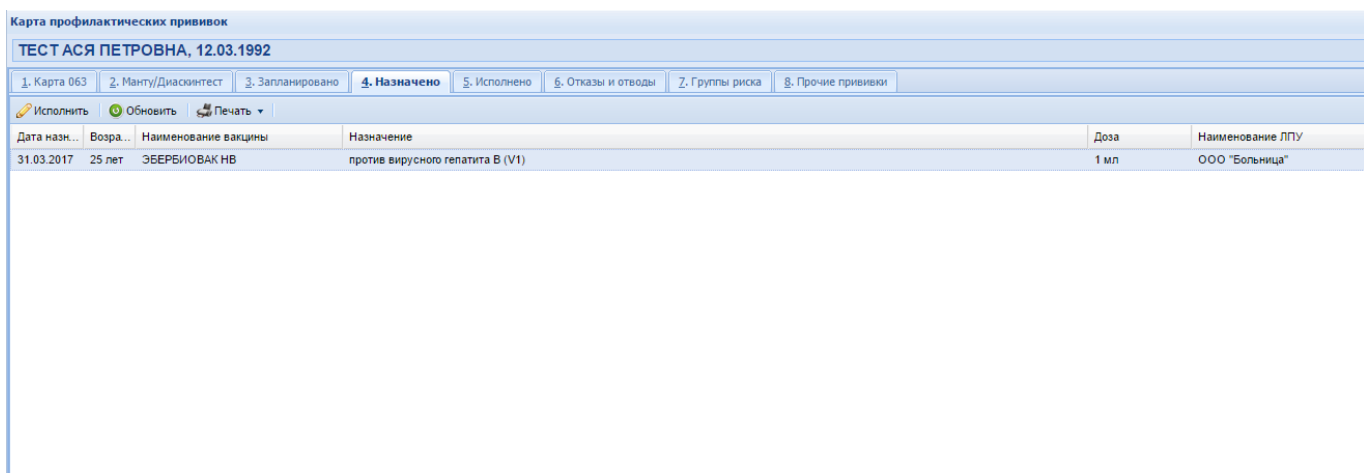 Карта профилактических прививок
ТЕСТ АСЯ ПЕТРОВНА, 12.03.1992
1. Карта 063 2. Манту/Диаскинтест 3. Запланировано 4. Назначено 5. Исполнено 6. Отказы и отводы 7. Группы риска 8. Прочие прививки
Исполнить Обновить Печать
Дата назн... Возра... Наименование вакцины Назначение Доза Наименование ЛПУ
31.03.2017 25 лет ЭБЕРБИОВАК НВ против вирусного гепатита В (V1) 1 мл ООО "Больница"